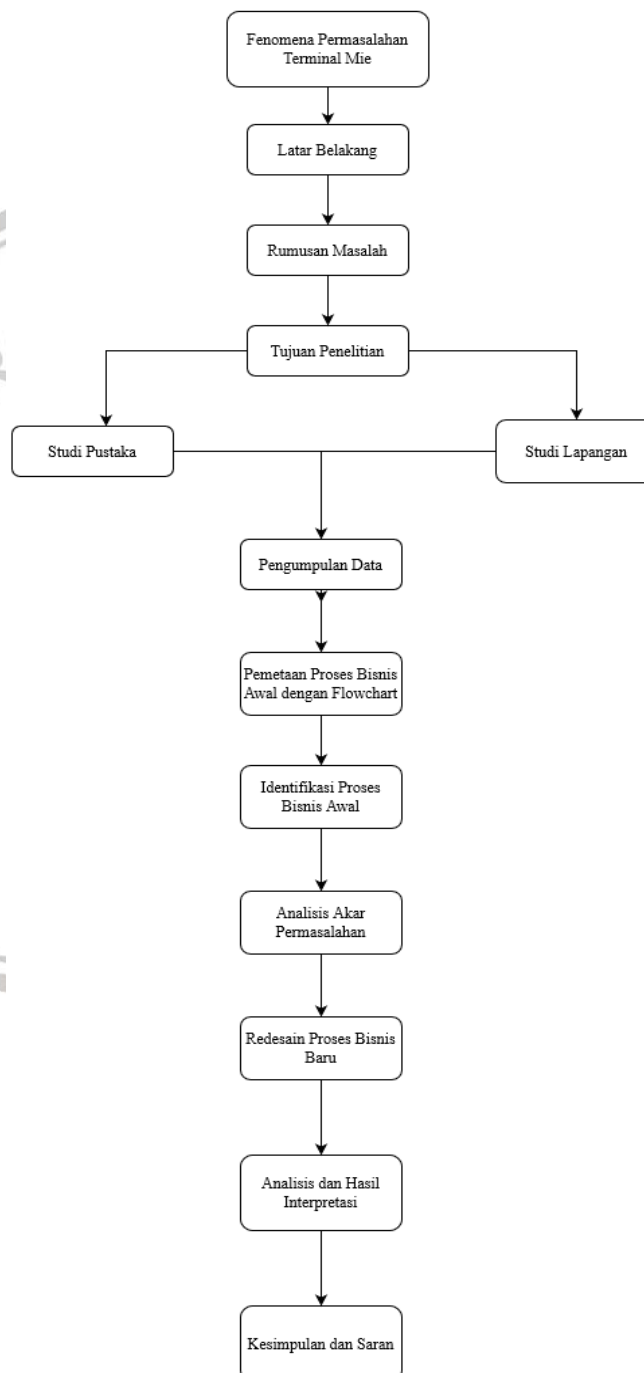 Fenomena Permasalahan
Terminal Mie
Latar Belakang
Rumusan Masalah
Tujuan Penelitian
Studi Pustaka
Studi Lapangan
Pengumpulan Data
Pemetaan Proses Bisnis
Awal dengan Flowchart
Identifikasi Proses
Bisnis Awal
Analisis Akar
Permasalahan
Redesain Proses Bisnis
Baru
Analisis dan Hasil
Interpretasi
Kesimpulan dan Saran